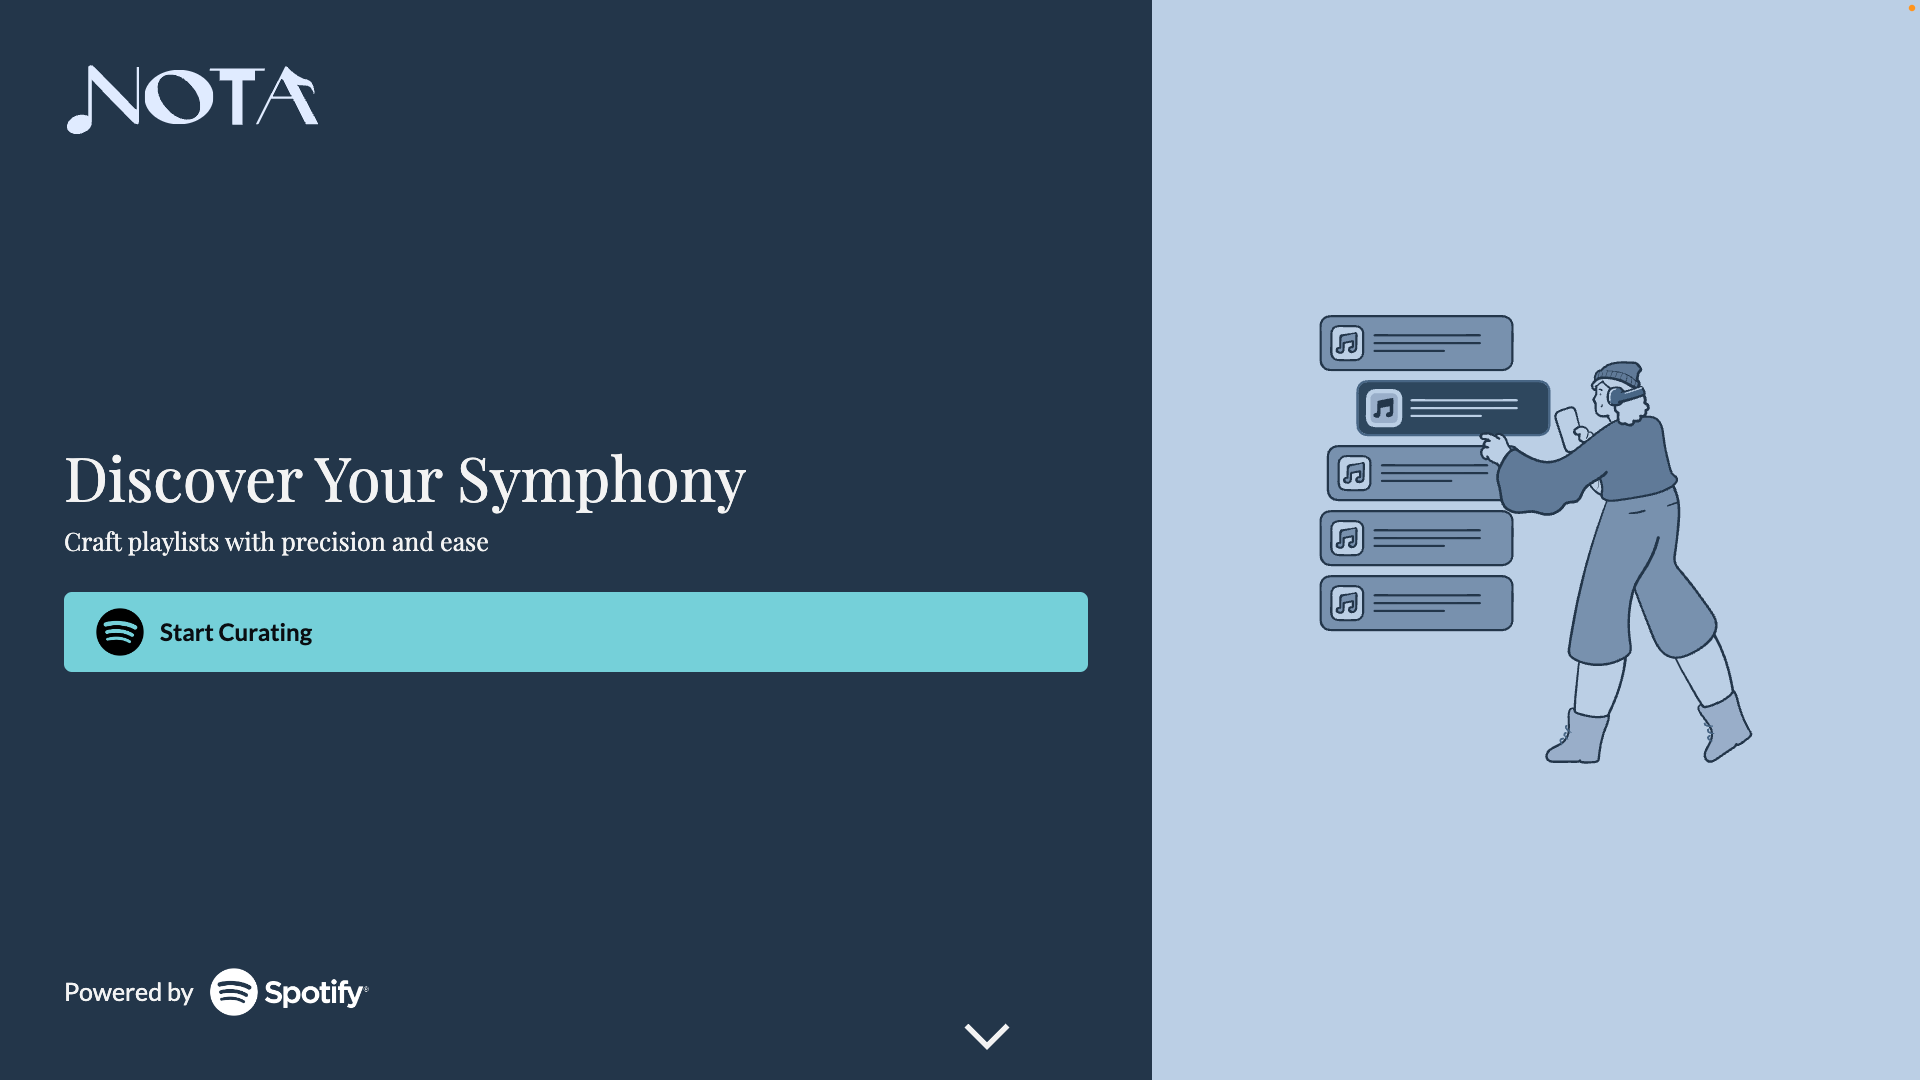 NOTA
Discover Your Symphony
Craft playlists with precision and ease
Start Curating
Powered by Spotify®